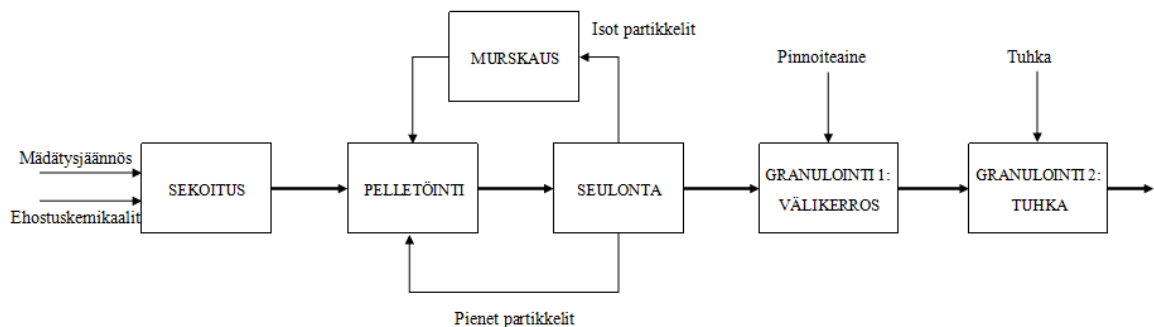 Isot partikkelit
MURSKAUS
Pinnoiteaine
Tuhka
Mädätysjäännös
Ehostuskemikaalit
SEKOITUS
PELLETÖINTI
SEULONTA
GRANULOINTI 1:
VÄLIKERROS
GRANULOINTI 2:
TUHKA
Pienet partikkelit